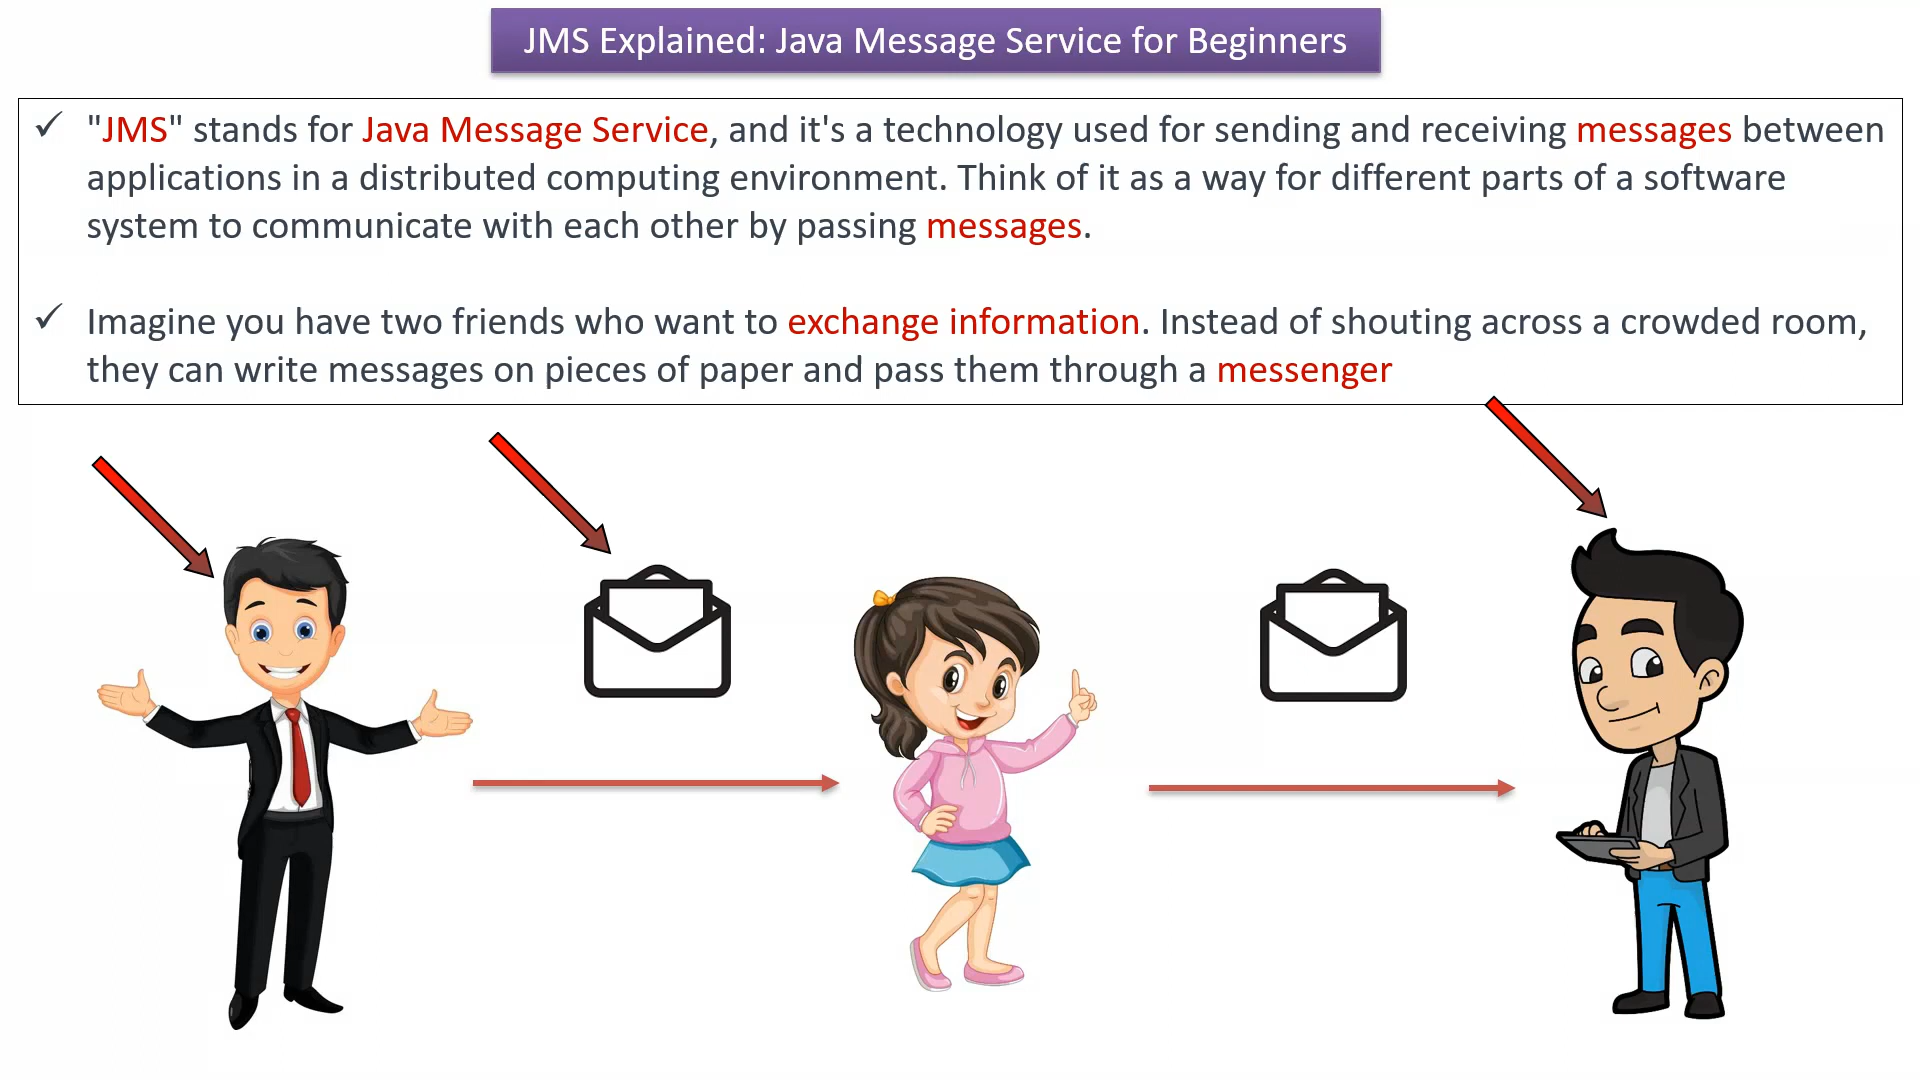 JMS Explained: Java Message Service for Beginners
✓ "JMS" stands for Java Message Service, and it's a technology used for sending and receiving messages between
applications in a distributed computing environment. Think of it as a way for different parts of a software
system to communicate with each other by passing messages.
✓ Imagine you have two friends who want to exchange information. Instead of shouting across a crowded room,
they can write messages on pieces of paper and pass them through a messenger